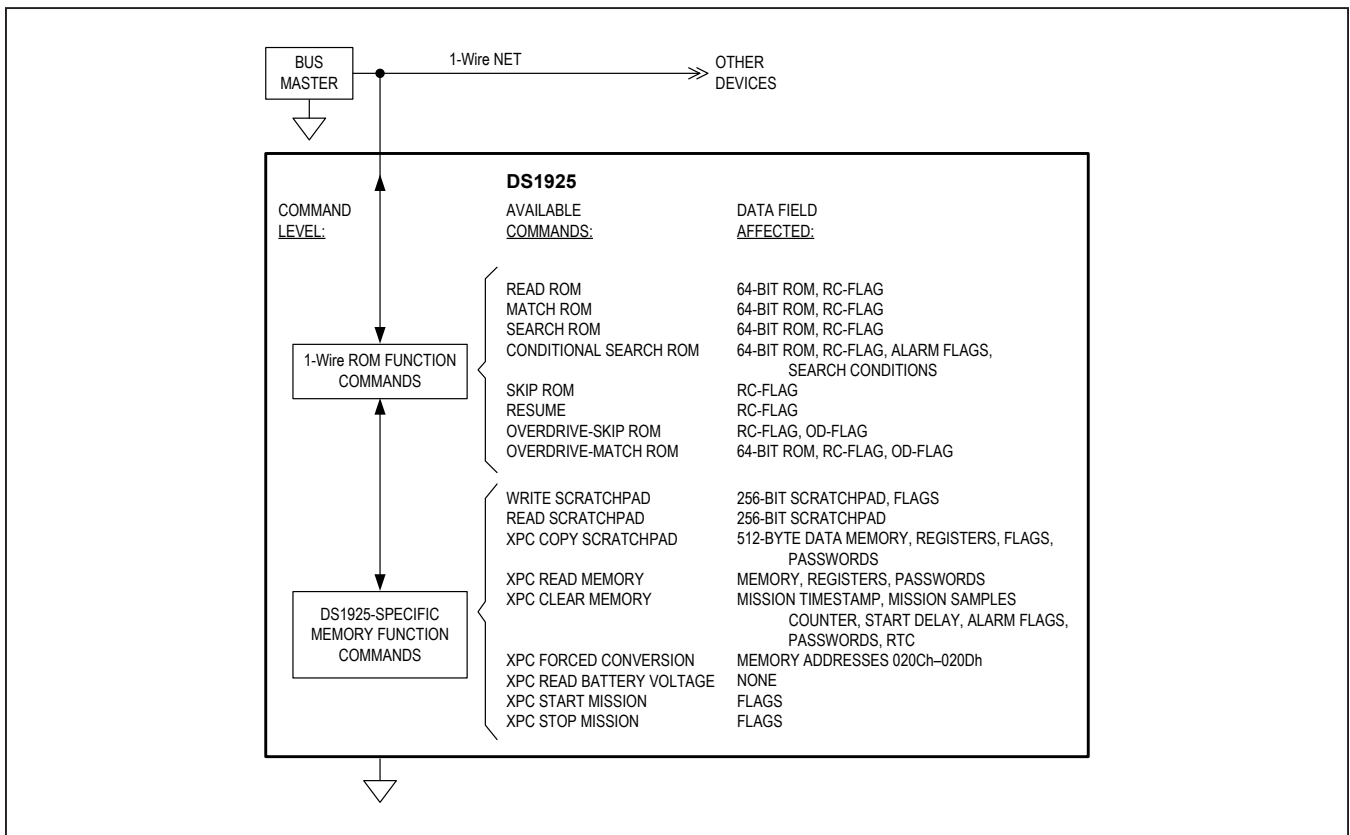 BUS
MASTER
1-Wire NET
OTHER
DEVICES
DS1925
COMMAND
LEVEL:
AVAILABLE
COMMANDS:
DATA FIELD
AFFECTED:
1-Wire ROM FUNCTION
COMMANDS
READ ROM 64-BIT ROM, RC-FLAG
MATCH ROM 64-BIT ROM, RC-FLAG
SEARCH ROM 64-BIT ROM, RC-FLAG
CONDITIONAL SEARCH ROM 64-BIT ROM, RC-FLAG, ALARM FLAGS,
SEARCH CONDITIONS
SKIP ROM RC-FLAG
RESUME RC-FLAG
OVERDRIVE-SKIP ROM RC-FLAG, OD-FLAG
OVERDRIVE-MATCH ROM 64-BIT ROM, RC-FLAG, OD-FLAG
DS1925-SPECIFIC
MEMORY FUNCTION
COMMANDS
WRITE SCRATCHPAD 256-BIT SCRATCHPAD, FLAGS
READ SCRATCHPAD 256-BIT SCRATCHPAD
XPC COPY SCRATCHPAD 512-BYTE DATA MEMORY, REGISTERS, FLAGS,
PASSWORDS
XPC READ MEMORY MEMORY, REGISTERS, PASSWORDS
XPC CLEAR MEMORY MISSION TIMESTAMP, MISSION SAMPLES
COUNTER, START DELAY, ALARM FLAGS,
PASSWORDS, RTC
XPC FORCED CONVERSION MEMORY ADDRESSES 020Ch–020Dh
XPC READ BATTERY VOLTAGE NONE
XPC START MISSION FLAGS
XPC STOP MISSION FLAGS